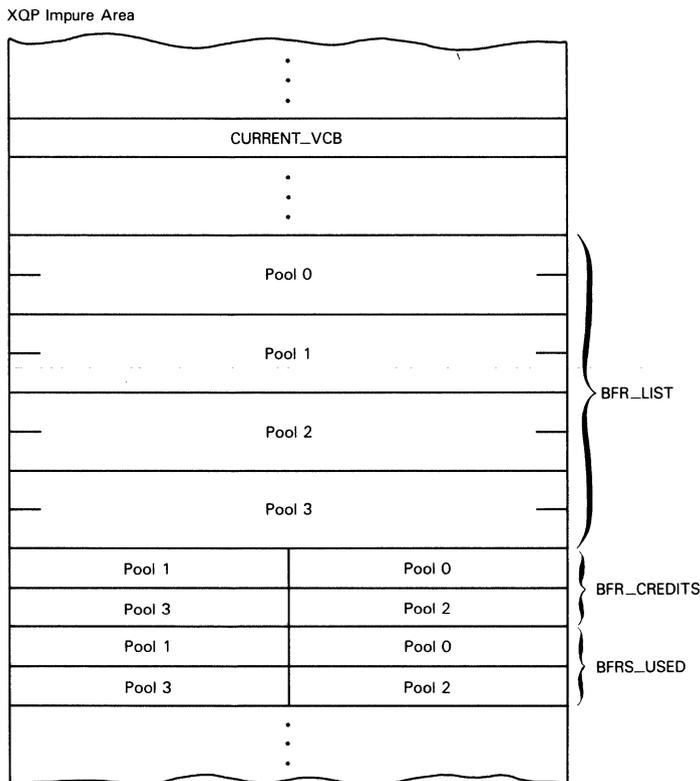 XQP Impure Area
CURRENT_VCB
Pool 0
Pool 1
BFR_LIST
Pool 2
Pool 3
Pool 1 Pool 0
BFR_CREDITS
Pool 3 Pool 2
Pool 1 Pool 0
BFRS_USED
Pool 3 Pool 2